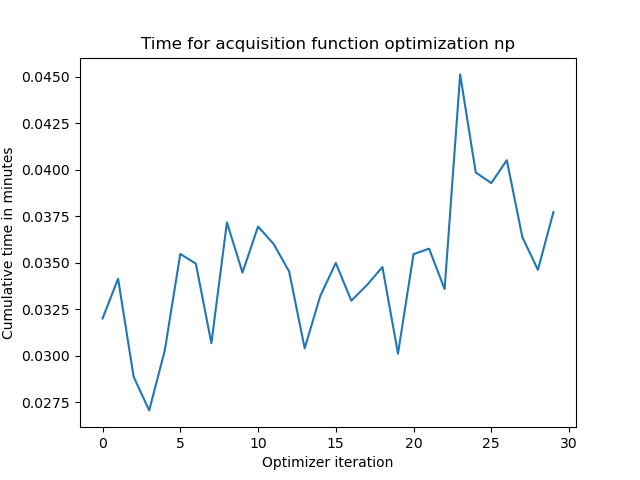 Time for acquisition function optimization np
Cumulative time in minutes
0.0450
0.0425
0.0400
0.0375
0.0350
0.0325
0.0300
0.0275
0 5 10 15 20 25 30
Optimizer iteration